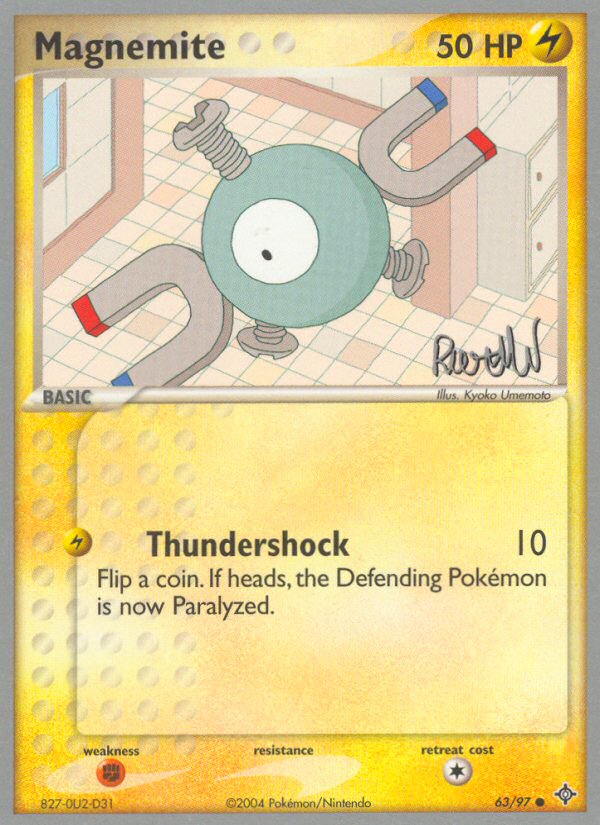 Magnemite
50 HP
BASIC
Illus. Kyoko Umemoto
Thundershock 10
Flip a coin. If heads, the Defending Pokémon
is now Paralyzed.
weakness resistance retreat cost
827-0U2-D31 ©2004 Pokémon/Nintendo 63/97